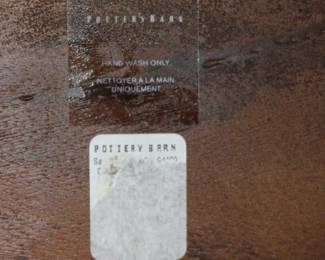 POTTERY BARN
HAND WASH ONLY
NETTOYER À LA MAIN
UNIQUEMENT
POTTERY BARN